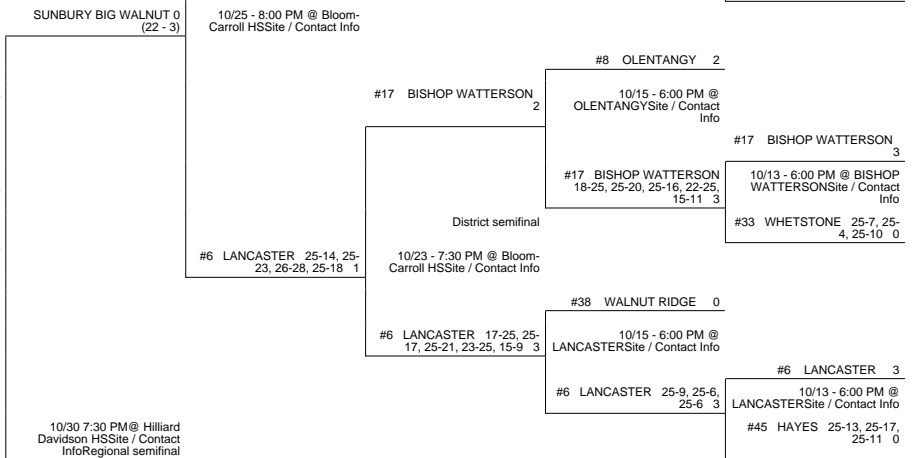 SUNBURY BIG WALNUT 0
(22 - 3)
10/25 - 8:00 PM @ Bloom-
Carroll HSSite / Contact Info
#8 OLENTANGY 2
#17 BISHOP WATTERSON
2
10/15 - 6:00 PM @
OLENTANGYSite / Contact
Info
#17 BISHOP WATTERSON
3
#17 BISHOP WATTERSON
18-25, 25-20, 25-16, 22-25,
15-11 3
10/13 - 6:00 PM @ BISHOP
WATTERSONSite / Contact
Info
District semifinal
#33 WHETSTONE 25-7, 25-
4, 25-10 0
#6 LANCASTER 25-14, 25-
23, 26-28, 25-18 1
10/23 - 7:30 PM @ Bloom-
Carroll HSSite / Contact Info
#38 WALNUT RIDGE 0
#6 LANCASTER 17-25, 25-
17, 25-21, 23-25, 15-9 3
10/15 - 6:00 PM @
LANCASTERSite / Contact Info
#6 LANCASTER 3
#6 LANCASTER 25-9, 25-6,
25-6 3
10/13 - 6:00 PM @
LANCASTERSite / Contact Info
#45 HAYES 25-13, 25-17,
25-11 0
10/30 7:30 PM@ Hilliard
Davidson HSSite / Contact
InfoRegional semifinal